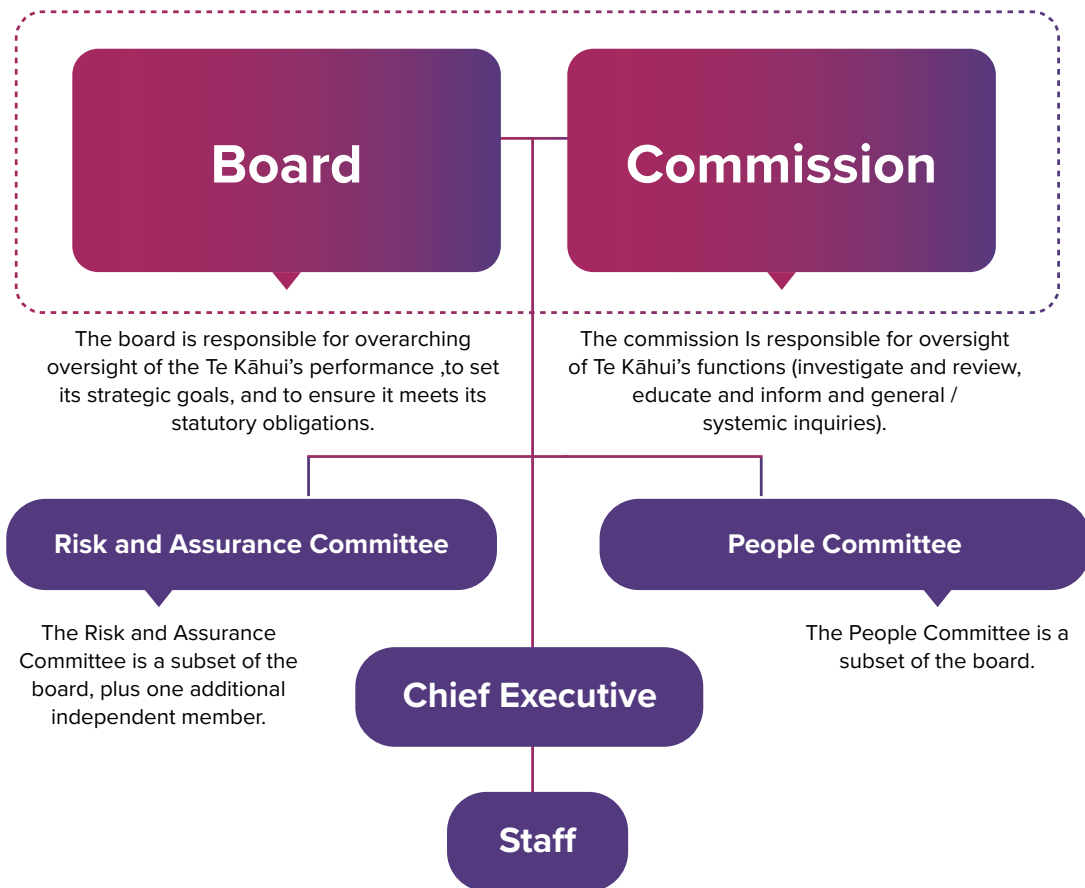 Board
Commission
The board is responsible for overarching
oversight of the Te Kāhui’s performance ,to set
its strategic goals, and to ensure it meets its
statutory obligations.
The commission Is responsible for oversight
of Te Kāhui’s functions (investigate and review,
educate and inform and general /
systemic inquiries).
Risk and Assurance Committee
People Committee
The Risk and Assurance
Committee is a subset of the
board, plus one additional
independent member.
The People Committee is a
subset of the board.
Chief Executive
Staff